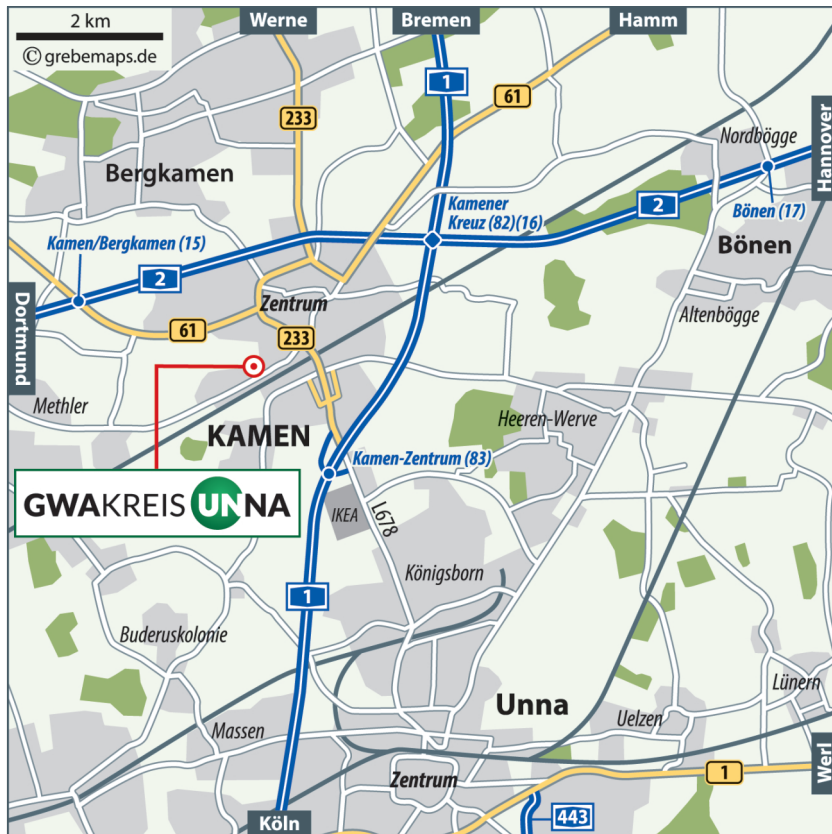 2 km
© grebemaps.de
Werne
Bremen
Hamm
1
61
233
Nordbögge
Hannover
Bergkamen
Kamener
Kreuz (82)(16)
2
Bönen (17)
Kamen/Bergkamen (15)
Bönen
2
Zentrum
Dortmund
Altenbögge
61
233
Methler
KAMEN
Heeren-Werve
Kamen-Zentrum (83)
GWAKREIS UNNA
IKEA
L678
Königsborn
1
Buderuskolonie
Lünern
Unna
Uelzen
Massen
Werl
Zentrum
1
Köln
443